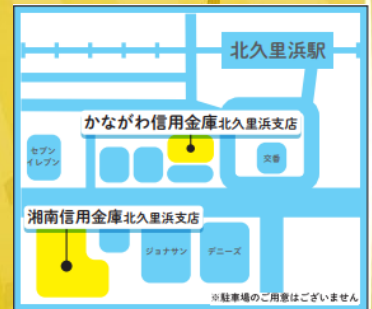 北久里浜駅
かながわ信用金庫北久里浜支店
セブン
イレブン
交番
湘南信用金庫北久里浜支店
ジョナサン
デニーズ
※駐車場のご用意はございません